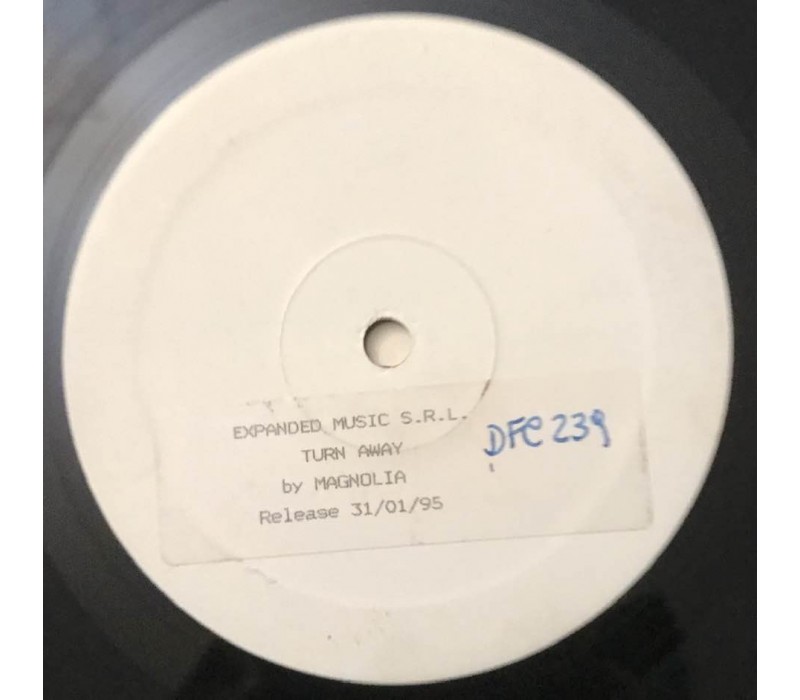 EXPANDED MUSIC S.R.L.
TURN AWAY
by MAGNOLIA
Release 31/01/95
DFC 239